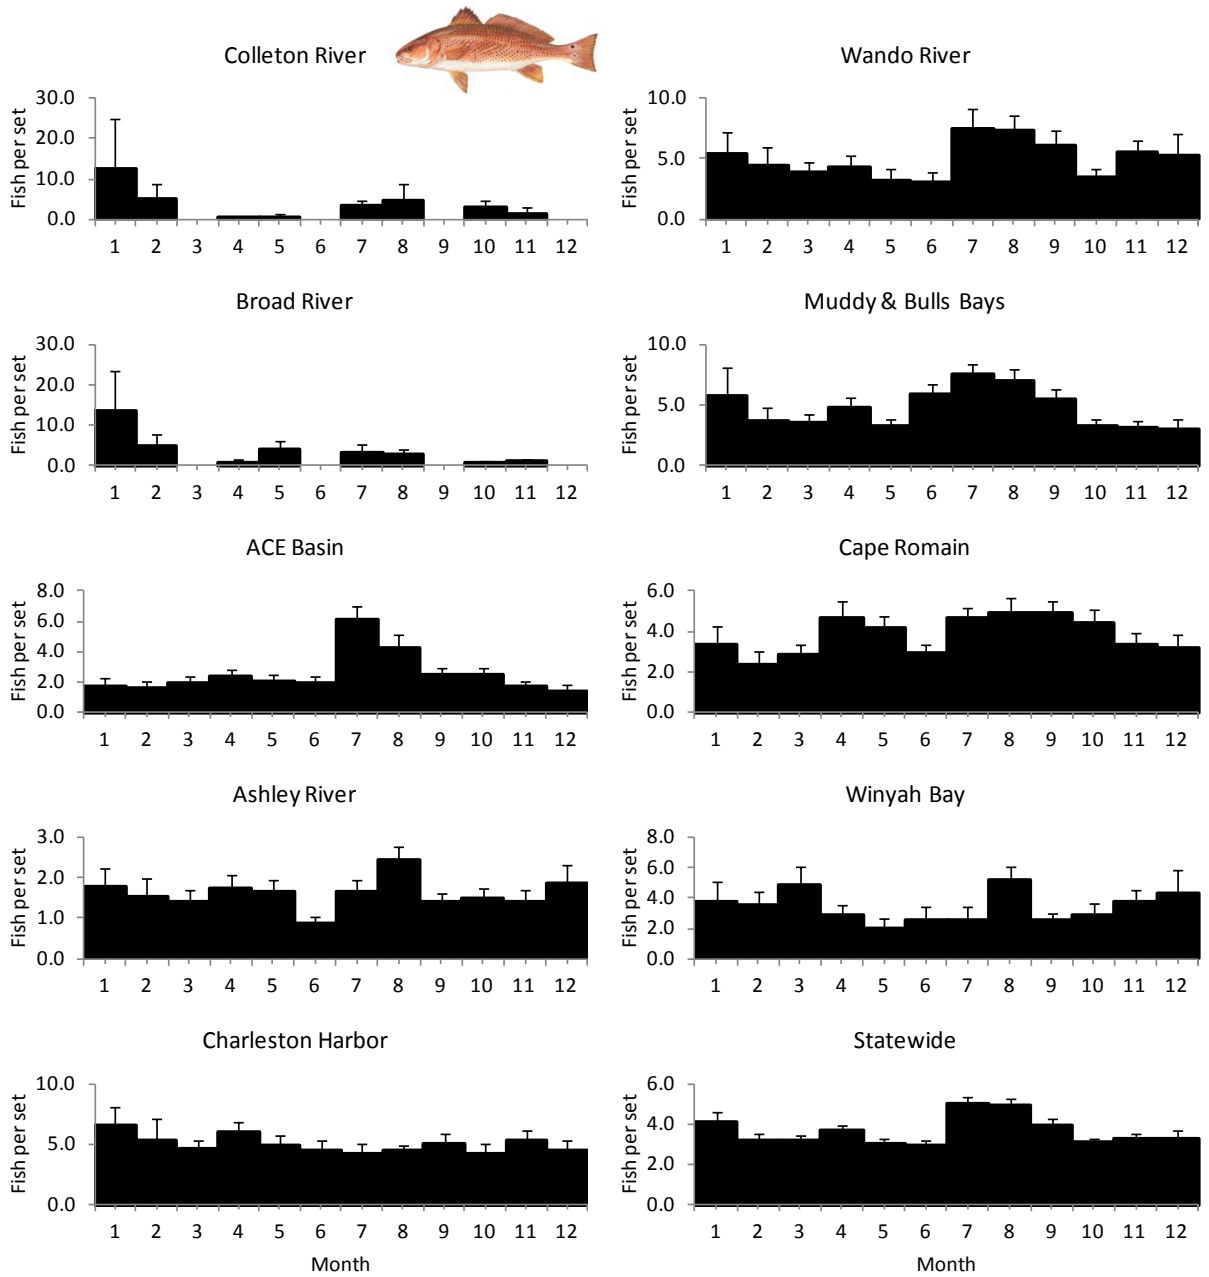 Colleton River
Fish per set
30.0
20.0
10.0
0.0
1 2 3 4 5 6 7 8 9 10 11 12
Wando River
Fish per set
10.0
5.0
0.0
1 2 3 4 5 6 7 8 9 10 11 12
Broad River
Fish per set
30.0
20.0
10.0
0.0
1 2 3 4 5 6 7 8 9 10 11 12
Muddy & Bulls Bays
Fish per set
10.0
5.0
0.0
1 2 3 4 5 6 7 8 9 10 11 12
ACE Basin
Fish per set
8.0
6.0
4.0
2.0
0.0
1 2 3 4 5 6 7 8 9 10 11 12
Cape Romain
Fish per set
6.0
4.0
2.0
0.0
1 2 3 4 5 6 7 8 9 10 11 12
Ashley River
Fish per set
3.0
2.0
1.0
0.0
1 2 3 4 5 6 7 8 9 10 11 12
Winyah Bay
Fish per set
8.0
6.0
4.0
2.0
0.0
1 2 3 4 5 6 7 8 9 10 11 12
Charleston Harbor
Fish per set
10.0
5.0
0.0
1 2 3 4 5 6 7 8 9 10 11 12
Month
Statewide
Fish per set
6.0
4.0
2.0
0.0
1 2 3 4 5 6 7 8 9 10 11 12
Month